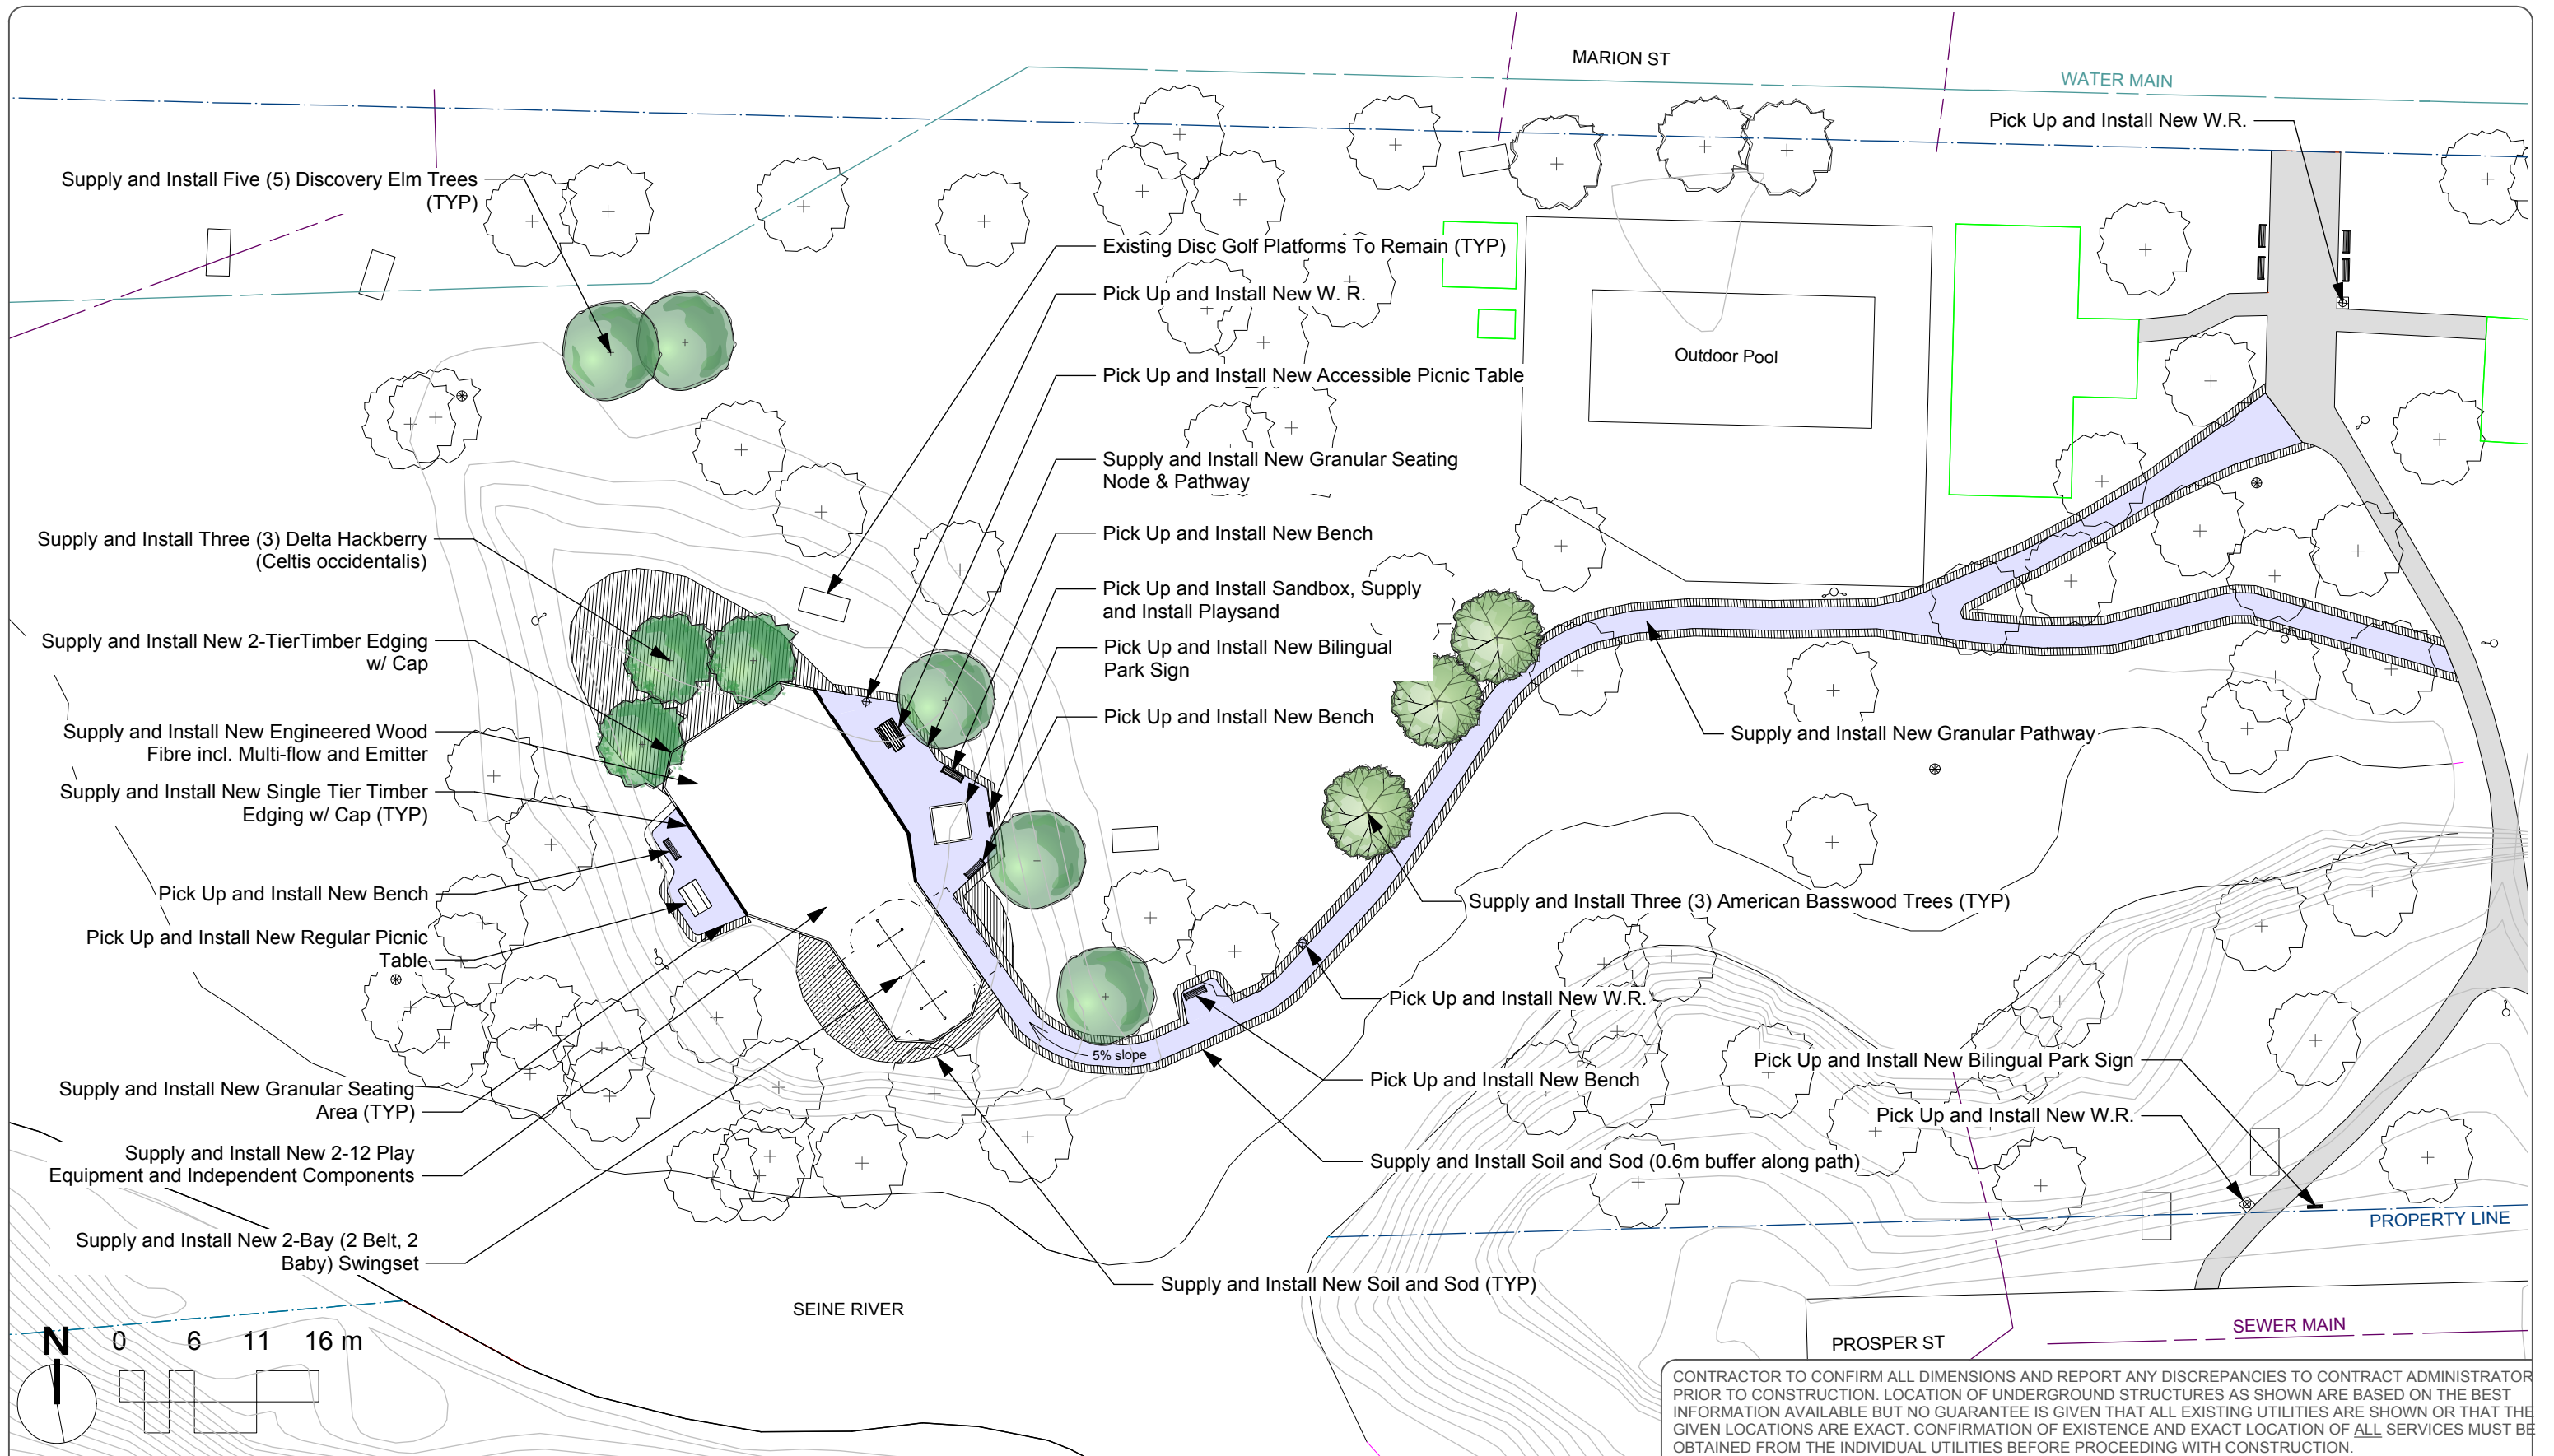 MARION ST
WATER MAIN
Pick Up and Install New W.R.
Supply and Install Five (5) Discovery Elm Trees
(TYP)
Existing Disc Golf Platforms To Remain (TYP)
Pick Up and Install New W. R.
Outdoor Pool
Pick Up and Install New Accessible Picnic Table
Supply and Install New Granular Seating
Node & Pathway
Supply and Install Three (3) Delta Hackberry
(Celtis occidentalis)
Pick Up and Install New Bench
Pick Up and Install Sandbox, Supply
and Install Playsand
Supply and Install New 2-TierTimber Edging
w/ Cap
Pick Up and Install New Bilingual
Park Sign
Pick Up and Install New Bench
Supply and Install New Engineered Wood
Fibre incl. Multi-flow and Emitter
Supply and Install New Granular Pathway
Supply and Install New Single Tier Timber
Edging w/ Cap (TYP)
Pick Up and Install New Bench
Supply and Install Three (3) American Basswood Trees (TYP)
Pick Up and Install New Regular Picnic
Table
Pick Up and Install New W.R.
5% slope
Pick Up and Install New Bilingual Park Sign
Pick Up and Install New Bench
Supply and Install New Granular Seating
Area (TYP)
Pick Up and Install New W.R.
Supply and Install New 2-12 Play
Equipment and Independent Components
Supply and Install Soil and Sod (0.6m buffer along path)
PROPERTY LINE
Supply and Install New 2-Bay (2 Belt, 2
Baby) Swingset
Supply and Install New Soil and Sod (TYP)
SEINE RIVER
N
0 6 11 16 m
SEWER MAIN
PROSPER ST
CONTRACTOR TO CONFIRM ALL DIMENSIONS AND REPORT ANY DISCREPANCIES TO CONTRACT ADMINISTRATOR
PRIOR TO CONSTRUCTION. LOCATION OF UNDERGROUND STRUCTURES AS SHOWN ARE BASED ON THE BEST
INFORMATION AVAILABLE BUT NO GUARANTEE IS GIVEN THAT ALL EXISTING UTILITIES ARE SHOWN OR THAT THE
GIVEN LOCATIONS ARE EXACT. CONFIRMATION OF EXISTENCE AND EXACT LOCATION OF ALL SERVICES MUST BE
OBTAINED FROM THE INDIVIDUAL UTILITIES BEFORE PROCEEDING WITH CONSTRUCTION.